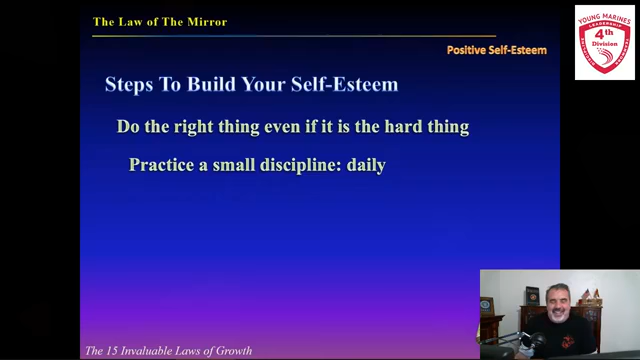 The Law of The Mirror
YOUNG MARINES
4th
Division
Positive Self-Esteem
Steps To Build Your Self-Esteem
Do the right thing even if it is the hard thing
Practice a small discipline: daily
The 15 Invaluable Laws of Growth